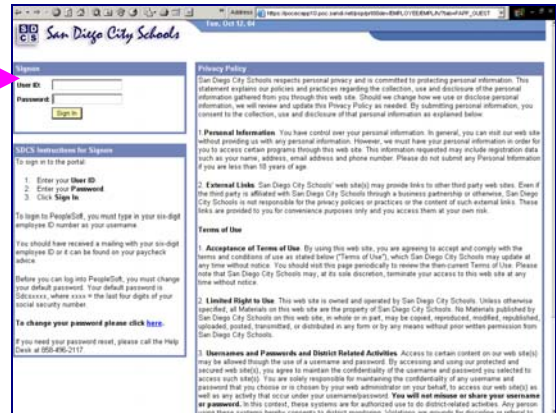 Address https://pocecapp10.poc.sandi.net/psp/prt80dev/EMPLOYEE/EMPL/h/?tab=PAPP_GUEST
San Diego City Schools
Tue, Oct 12, 04
Signon
User ID:
Password:
Sign In
SDCS Instructions for Signon
To sign in to the portal:
1. Enter your User ID
2. Enter your Password
3. Click Sign In
To login to PeopleSoft, you must type in your six-digit
employee ID number as your username.
You should have received a mailing with your six-digit
employee ID or it can be found on your paycheck
advice.
Before you can log into PeopleSoft, you must change
your default password. Your default password is
Sdcsxxxx, where xxxx = the last four digits of your
social security number.
To change your password please click here.
If you need your password reset, please call the Help
Desk at 858-496-2117
Privacy Policy
San Diego City Schools respects personal privacy and is committed to protecting personal information. This
statement explains our policies and practices regarding the collection, use and disclosure of the personal
information gathered from you through this web site. Should we change how we use or disclose personal
information, we will review and update this Privacy Policy as needed. By submitting personal information, you
consent to the collection, use and disclosure of that personal information as explained below.
1.Personal Information. You have control over your personal information. In general, you can visit our web site
without providing us with any personal information. However, we must have your personal information in order for
you to access certain programs through this web site. This information requested may include registration data
such as your name, address, email address and phone number. Please do not submit any Personal Information
if you are less than 18 years of age.
2. External Links. San Diego City Schools' web site(s) may provide links to other third party web sites. Even if
the third party is affiliated with San Diego City Schools through a business partnership or otherwise, San Diego
City Schools is not responsible for the privacy policies or practices or the content of such external links. These
links are provided to you for convenience purposes only and you access them at your own risk.
Terms of Use
1. Acceptance of Terms of Use. By using this web site, you are agreeing to accept and comply with the
terms and conditions of use as stated below ("Terms of Use"), which San Diego City Schools may update at
any time without notice. You should visit this page periodically to review the then-current Terms of Use. Please
note that San Diego City Schools may, at its sole discretion, terminate your access to this web site at any
time without notice.
2. Limited Right to Use. This web site is owned and operated by San Diego City Schools. Unless otherwise
specified, all Materials on this web site are the property of San Diego City Schools. No Materials published by
San Diego City Schools on this web site, in whole or in part, may be copied, reproduced, modified, republished,
uploaded, posted, transmitted, or distributed in any form or by any means without prior written permission from
San Diego City Schools.
3. Usernames and Passwords and District Related Activities. Access to certain content on our web site(s)
may be allowed though the use of a username and password. By accessing and using our protected and
secured web site(s), you agree to maintain the confidentiality of the username and password you selected to
access such site(s). You are solely responsible for maintaining the confidentiality of any username and
password that you choose or is chosen by your web administrator on your behalf, to access our web site(s) as
well as any activity that occur under your username/password. You will not misuse or share your username
or password. In this context, these systems are for authorized use to do district-related activities. Any person